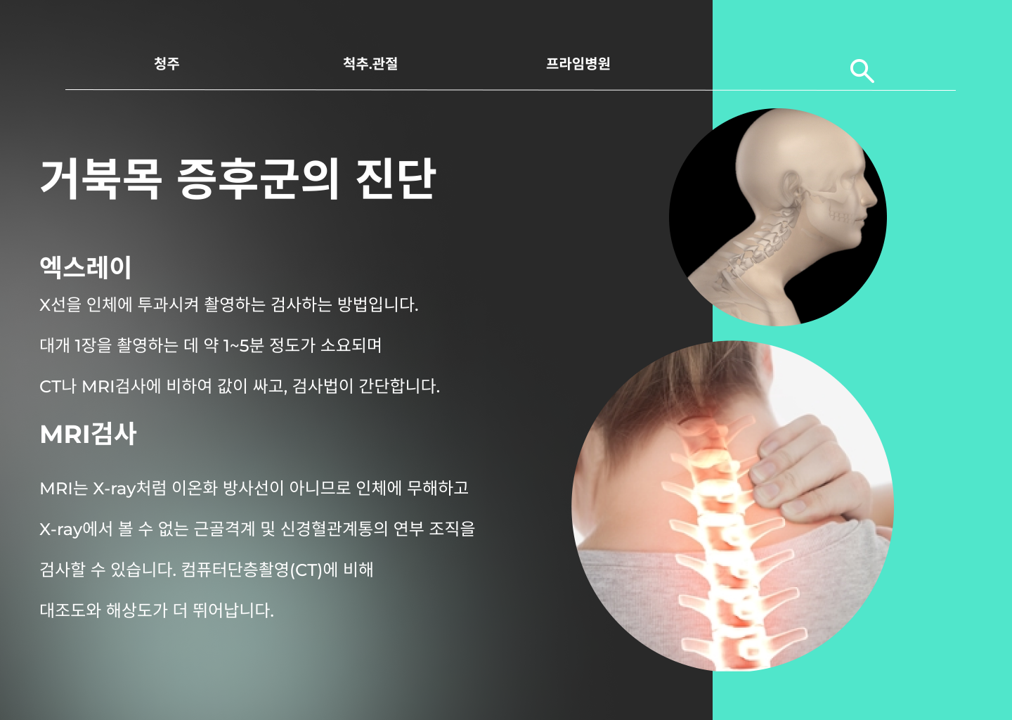 청주
척추.관절
프라임병원
거북목 증후군의 진단
엑스레이
X선을 인체에 투과시켜 촬영하는 검사하는 방법입니다.
대개 1장을 촬영하는 데 약 1~5분 정도가 소요되며
CT나 MRI검사에 비하여 값이 싸고, 검사법이 간단합니다.
MRI검사
MRI는 X-ray처럼 이온화 방사선이 아니므로 인체에 무해하고
X-ray에서 볼 수 없는 근골격계 및 신경혈관계통의 연부 조직을
검사할 수 있습니다. 컴퓨터단층촬영(CT)에 비해
대조도와 해상도가 더 뛰어납니다.